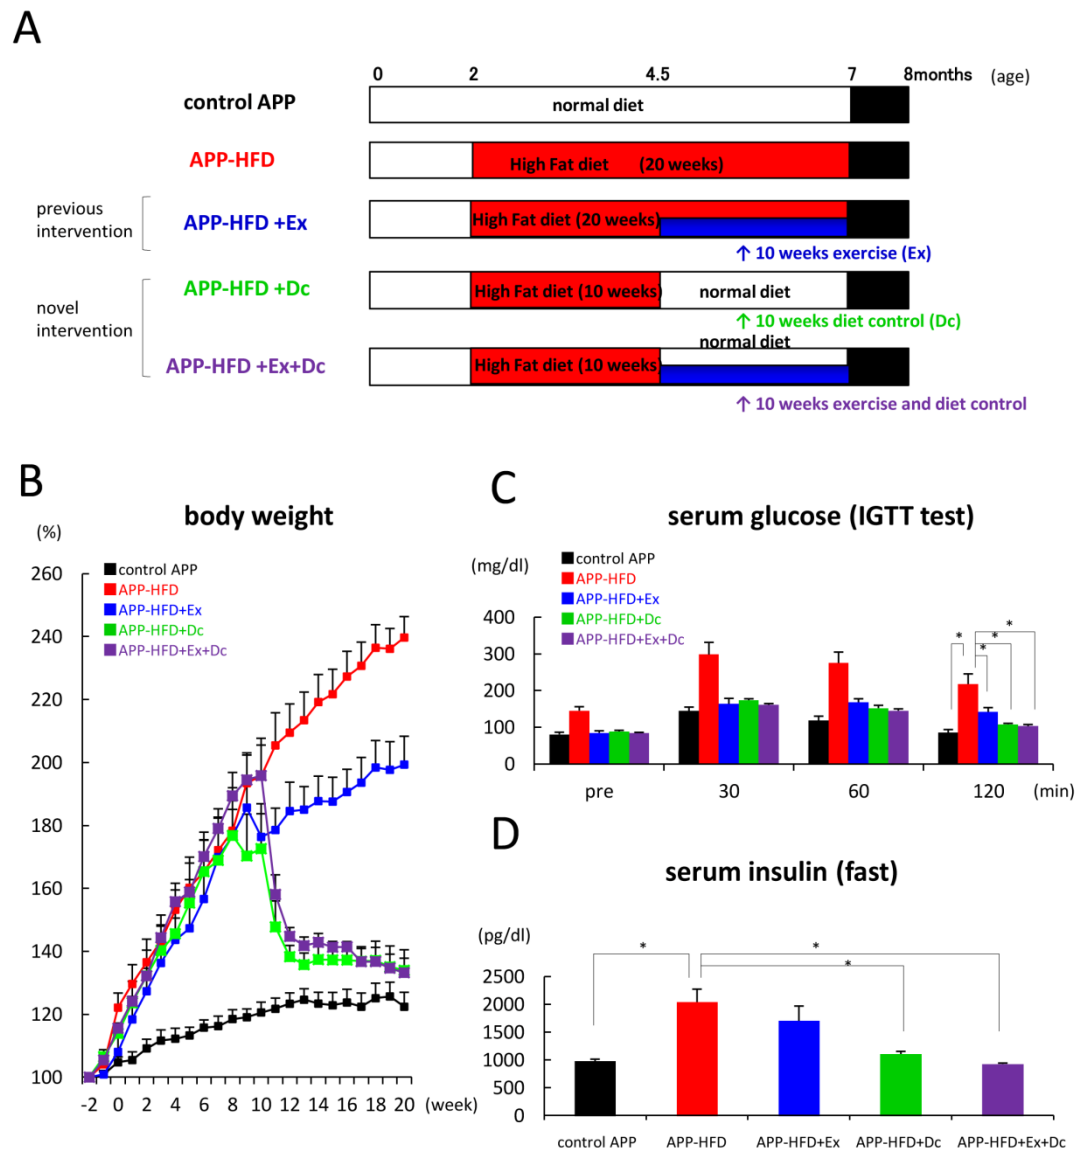 A
0 2 4.5 7 8months (age)
control APP normal diet
APP-HFD High Fat diet (20 weeks)
previous
intervention
APP-HFD +Ex High Fat diet (20 weeks)
↑ 10 weeks exercise (Ex)
novel
intervention
APP-HFD +Dc High Fat diet (10 weeks) normal diet
↑ 10 weeks diet control (Dc)
normal diet
APP-HFD +Ex+Dc High Fat diet (10 weeks)
↑ 10 weeks exercise and diet control
B
body weight
(%)
control APP
APP-HFD
APP-HFD+Ex
APP-HFD+Dc
APP-HFD+Ex+Dc
260
240
220
200
180
160
140
120
100
-2 0 2 4 6 8 10 12 14 16 18 20 (week)
C
serum glucose (IGTT test)
(mg/dl)
control APP
APP-HFD
APP-HFD+Ex
APP-HFD+Dc
APP-HFD+Ex+Dc
400
300
200
100
0
* * * *
pre 30 60 120 (min)
D
serum insulin (fast)
(pg/dl)
* * *
2500
2000
1500
1000
500
0
control APP APP-HFD APP-HFD+Ex APP-HFD+Dc APP-HFD+Ex+Dc